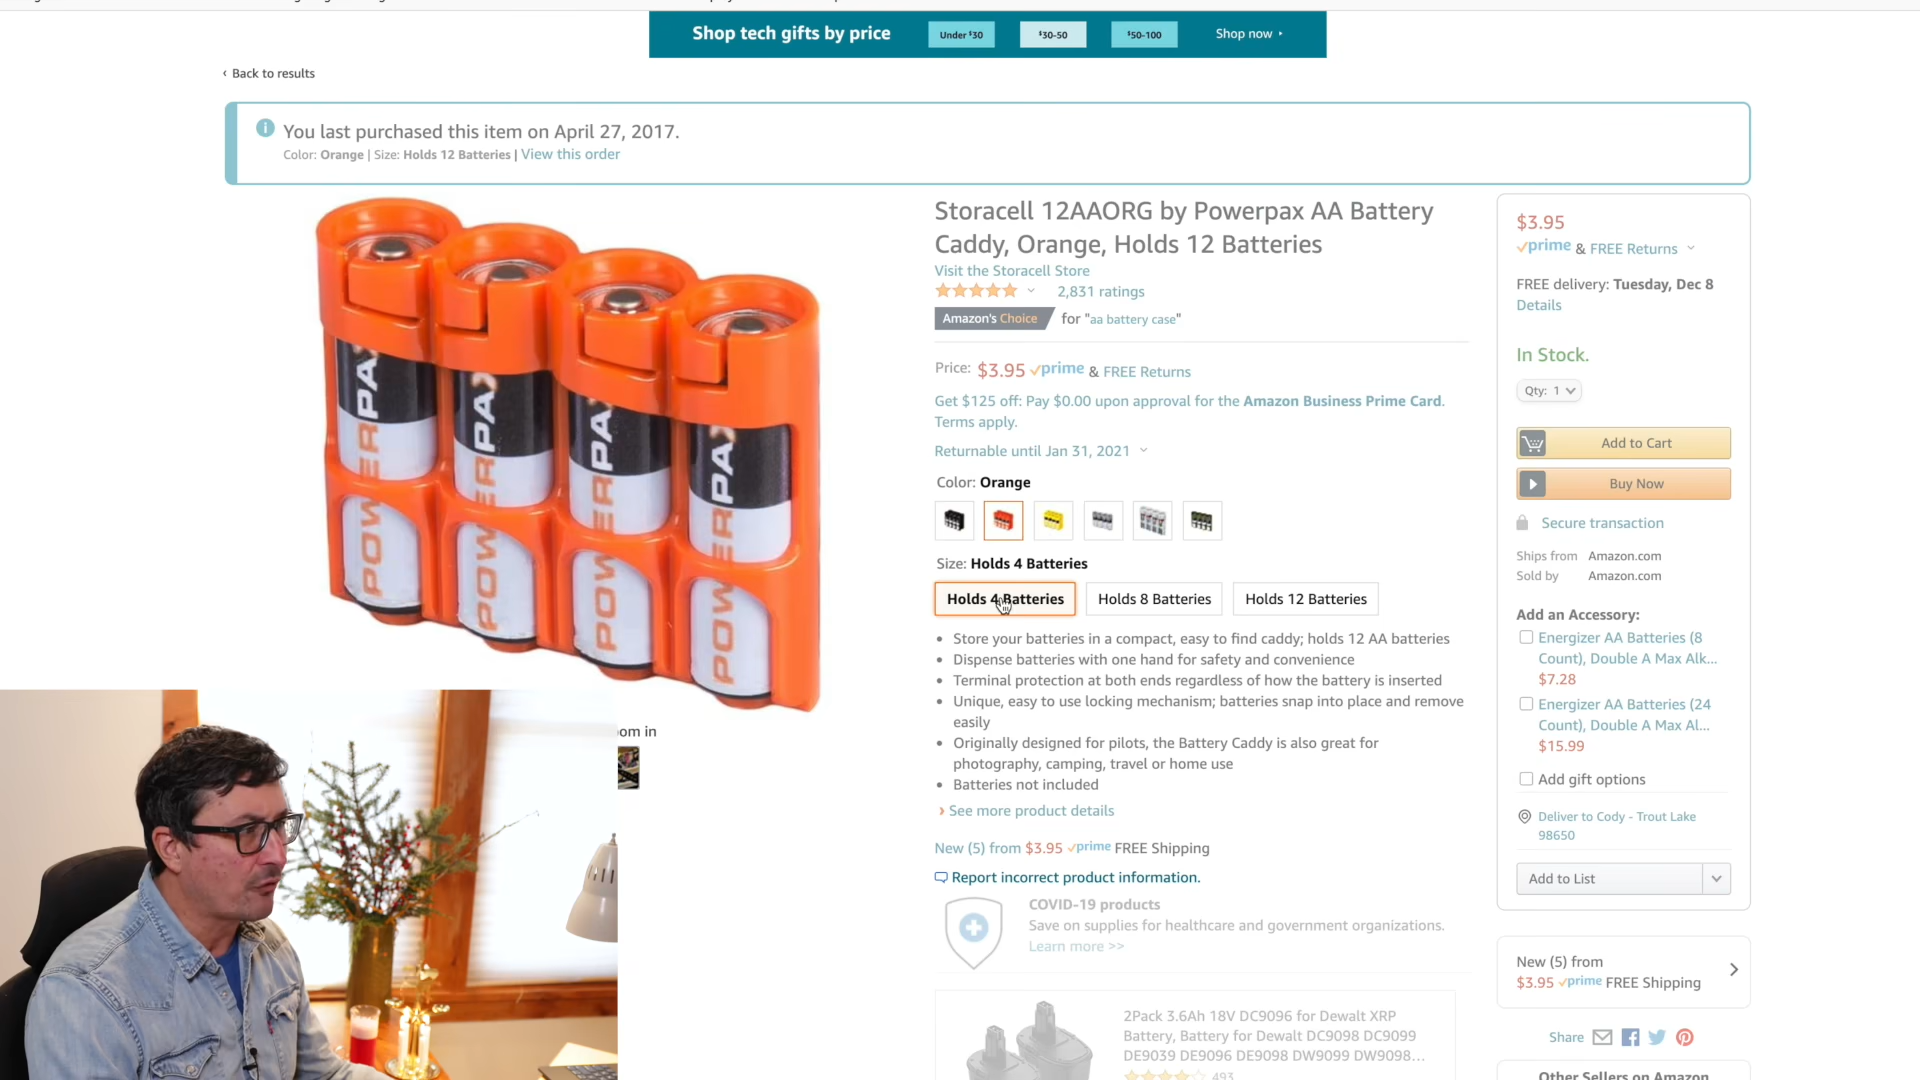 Shop tech gifts by price
Under $30
$30-50
$50-100
Shop now ▸
‹ Back to results
You last purchased this item on April 27, 2017.
Color: Orange | Size: Holds 12 Batteries | View this order
Storacell 12AAORG by Powerpax AA Battery
Caddy, Orange, Holds 12 Batteries
Visit the Storacell Store
2,831 ratings
Amazon's Choice for "aa battery case"
Price: $3.95 prime & FREE Returns
Get $125 off: Pay $0.00 upon approval for the Amazon Business Prime Card.
Terms apply.
Returnable until Jan 31, 2021
Color: Orange
Size: Holds 4 Batteries
Holds 4 Batteries
Holds 8 Batteries
Holds 12 Batteries
• Store your batteries in a compact, easy to find caddy; holds 12 AA batteries
• Dispense batteries with one hand for safety and convenience
• Terminal protection at both ends regardless of how the battery is inserted
• Unique, easy to use locking mechanism; batteries snap into place and remove
easily
• Originally designed for pilots, the Battery Caddy is also great for
photography, camping, travel or home use
• Batteries not included
› See more product details
New (5) from $3.95 prime FREE Shipping
Report incorrect product information.
COVID-19 products
Save on supplies for healthcare and government organizations.
Learn more >>
2Pack 3.6Ah 18V DC9096 for Dewalt XRP
Battery, Battery for Dewalt DC9098 DC9099
DE9039 DE9096 DE9098 DW9099 DW9098...
493
$3.95
prime & FREE Returns
FREE delivery: Tuesday, Dec 8
Details
In Stock.
Qty: 1
Add to Cart
Buy Now
Secure transaction
Ships from Amazon.com
Sold by Amazon.com
Add an Accessory:
Energizer AA Batteries (8
Count), Double A Max Alk...
$7.28
Energizer AA Batteries (24
Count), Double A Max Al...
$15.99
Add gift options
Deliver to Cody - Trout Lake
98650
Add to List
New (5) from
$3.95 prime FREE Shipping
Share
Other Sellers on Amazon
POWERPAX
POWERPAX
POWERPAX
POWERPAX
om in